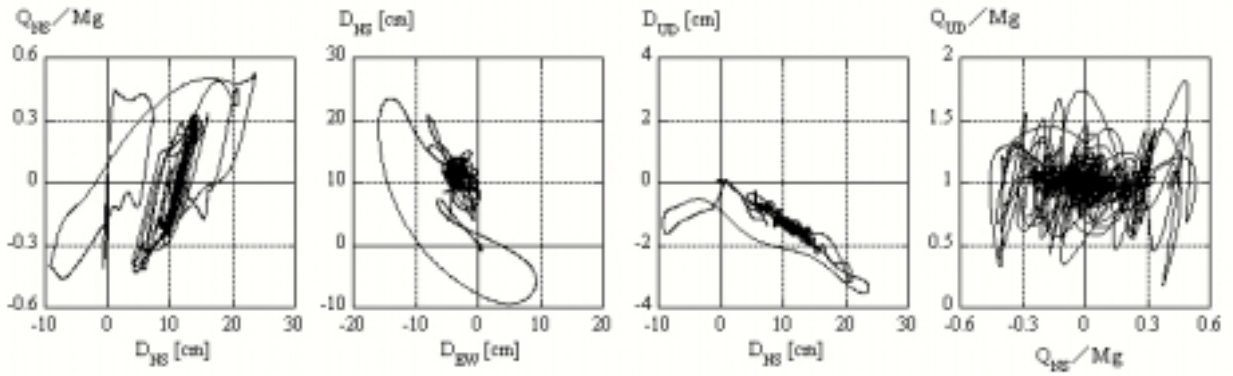 Q_NS/Mg
0.6
0.3
0
-0.3
-0.6
-10 0 10 20 30
D_NS [cm]
D_NS [cm]
30
20
10
0
-10
-20 -10 0 10 20
D_EW [cm]
D_UD [cm]
4
2
0
-2
-4
-10 0 10 20 30
D_NS [cm]
Q_UD/Mg
2
1.5
1
0.5
0
-0.6 -0.3 0 0.3 0.6
Q_NS/Mg